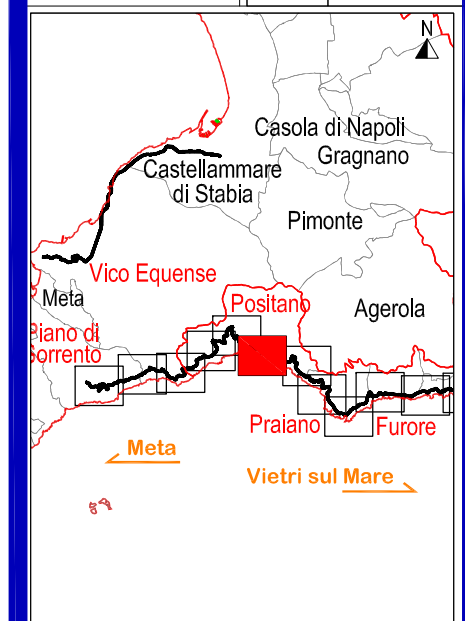 N
Casola di Napoli
Gragnano
Castellammare
di Stabia
Pimonte
Vico Equense
Meta
Positano
Agerola
Piano di
Sorrento
Praiano
Furore
Meta
Vietri sul Mare